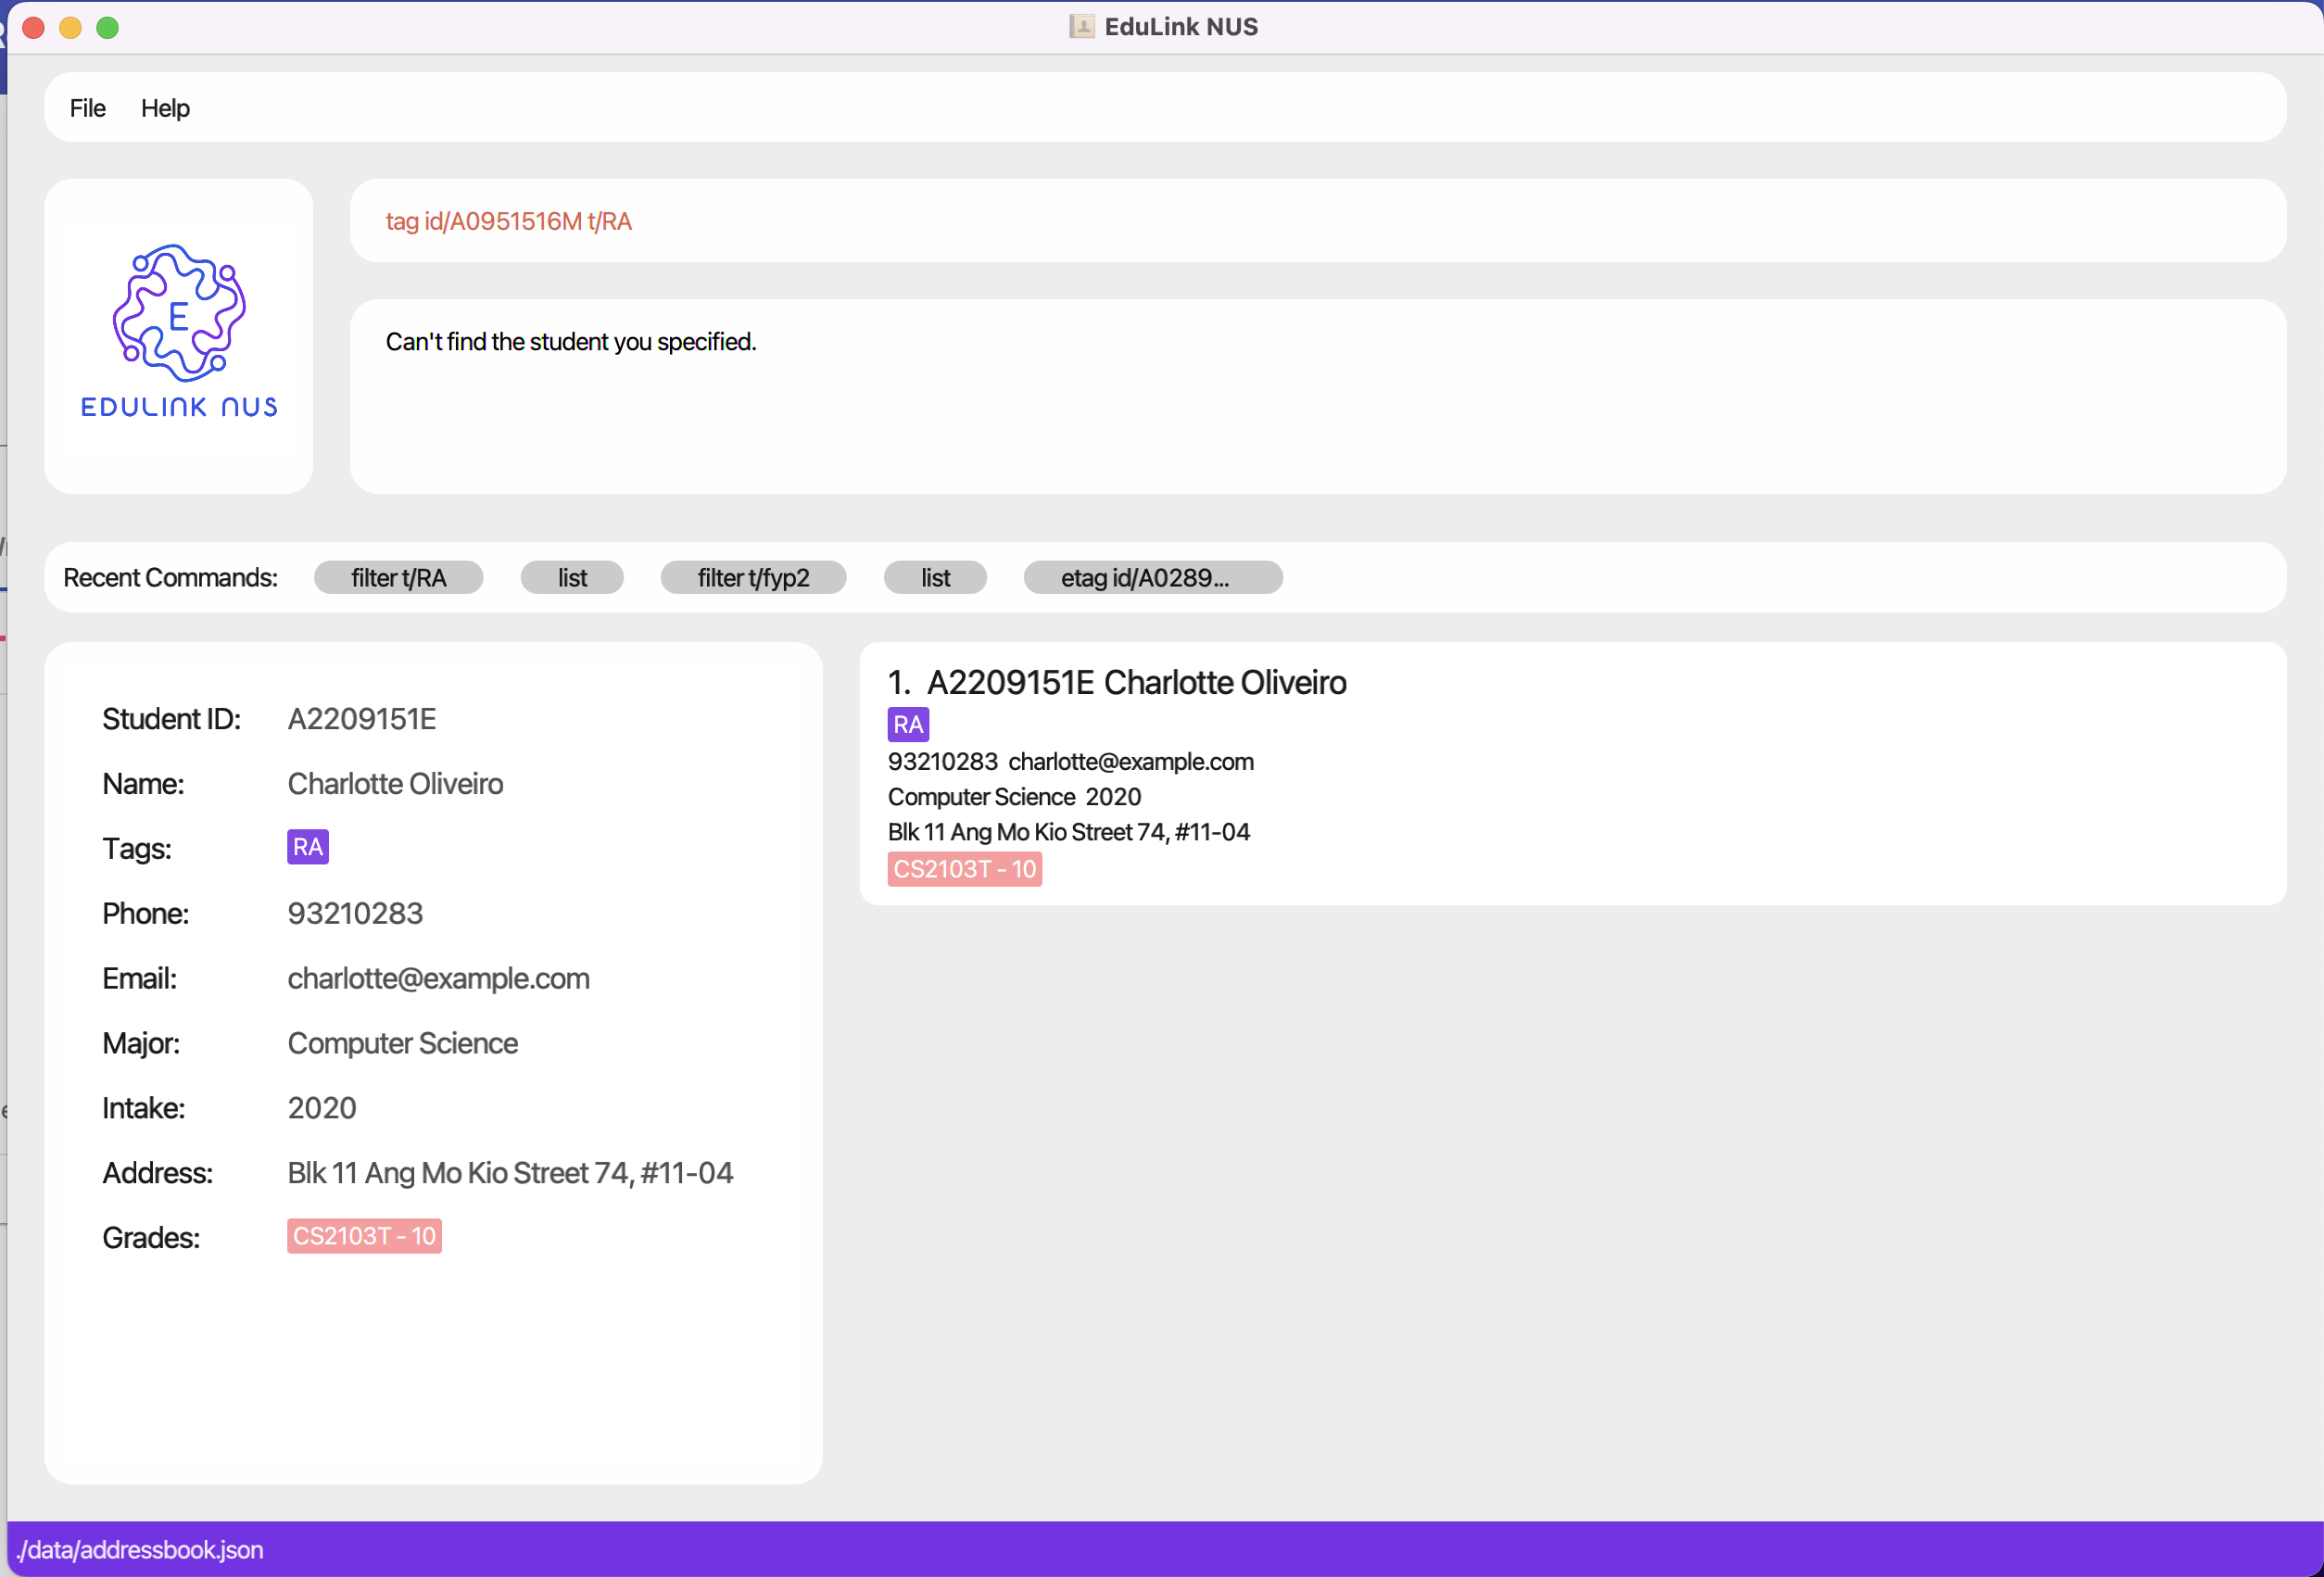 EduLink NUS
File Help
tag id/A0951516M t/RA
E
EDULINK NUS
Can't find the student you specified.
Recent Commands: filter t/RA list filter t/fyp2 list etag id/A0289...
Student ID: A2209151E
Name: Charlotte Oliveiro
Tags: RA
Phone: 93210283
Email: charlotte@example.com
Major: Computer Science
Intake: 2020
Address: Blk 11 Ang Mo Kio Street 74, #11-04
Grades: CS2103T - 10
1. A2209151E Charlotte Oliveiro
RA
93210283 charlotte@example.com
Computer Science 2020
Blk 11 Ang Mo Kio Street 74, #11-04
CS2103T - 10
./data/addressbook.json